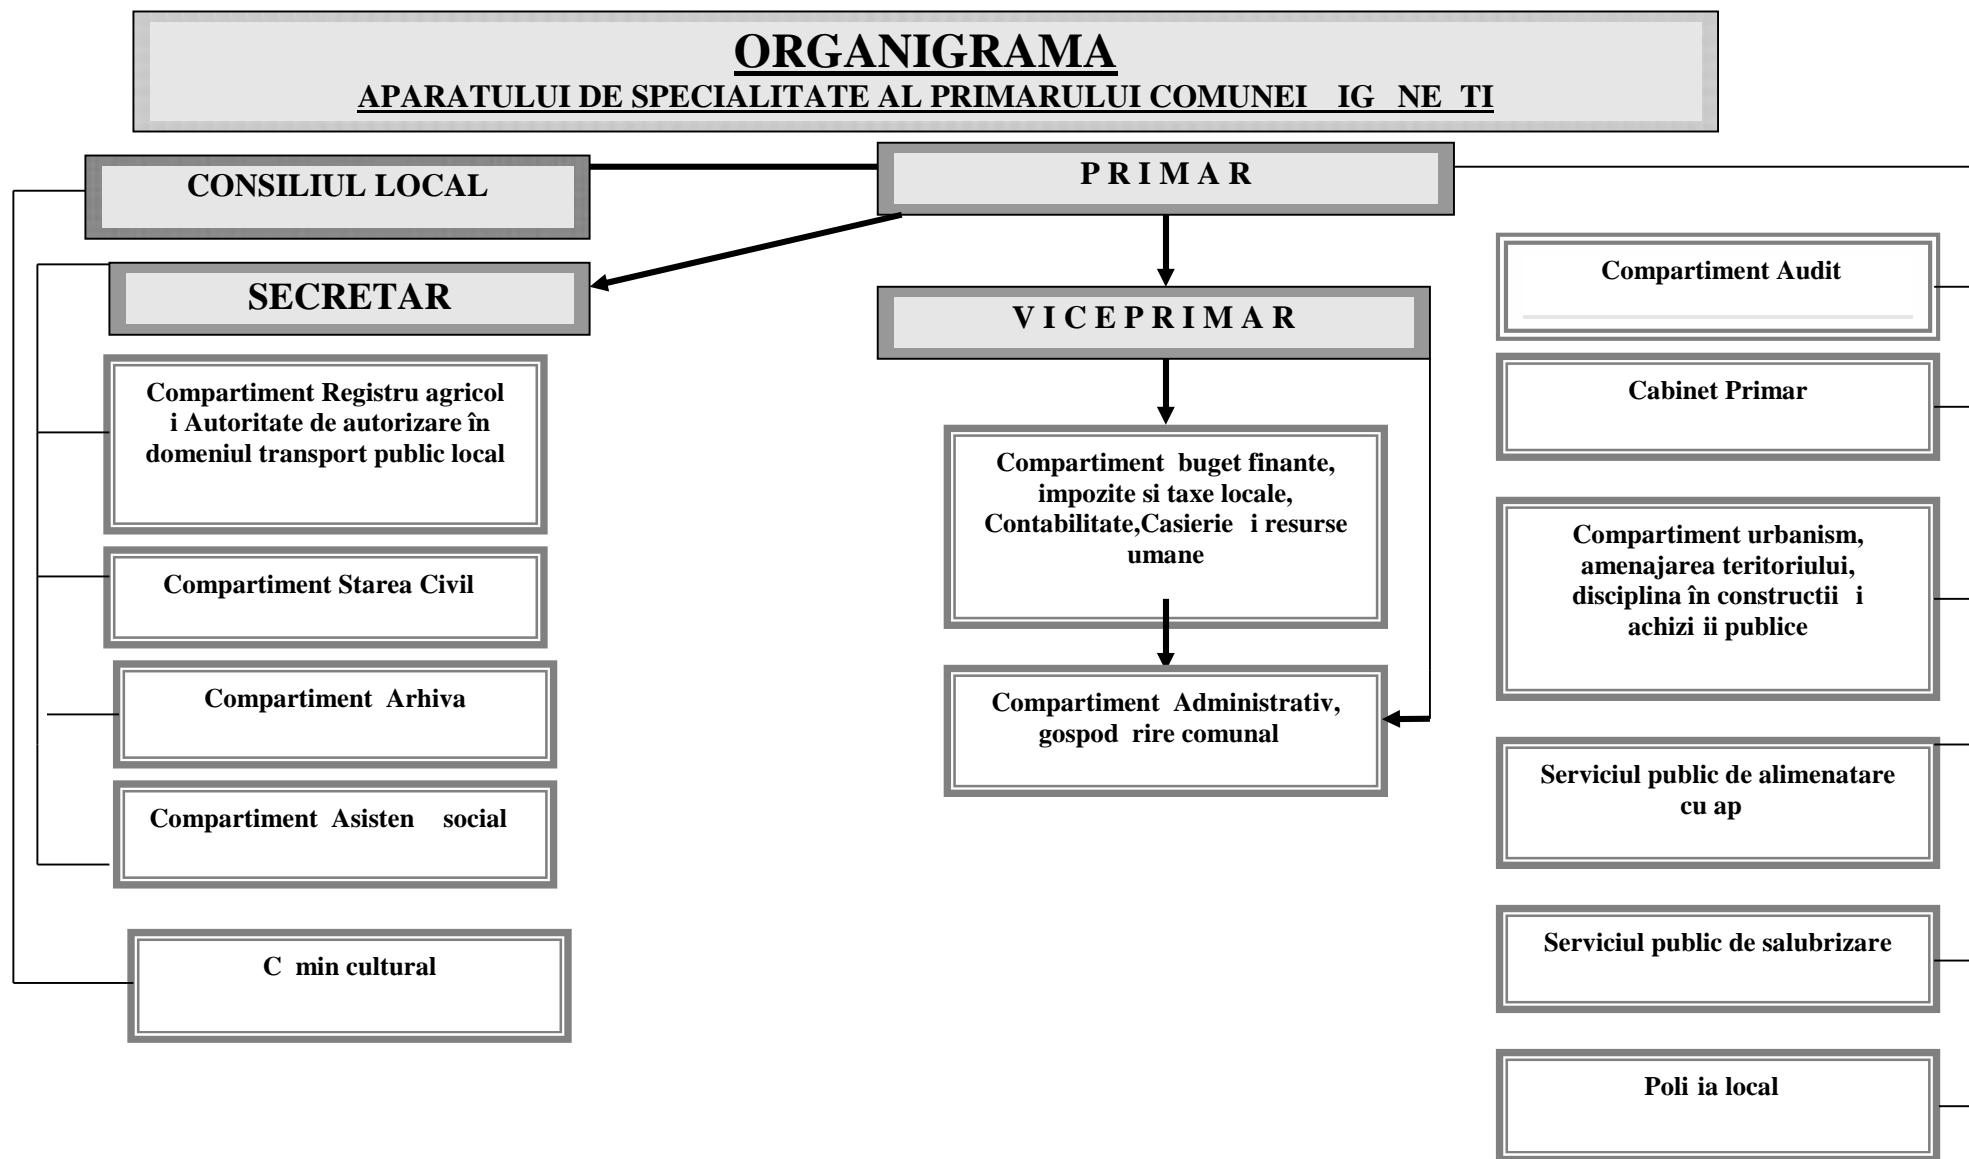 ORGANIGRAMA
APARATULUI DE SPECIALITATE AL PRIMARULUI COMUNEI IG NE TI
CONSILIUL LOCAL
P R I M A R
SECRETAR
V I C E P R I M A R
Compartiment Registru agricol
i Autoritate de autorizare în
domeniul transport public local
Compartiment Starea Civil
Compartiment Arhiva
Compartiment Asisten social
C min cultural
Compartiment buget finante,
impozite si taxe locale,
Contabilitate,Casierie i resurse
umane
Compartiment Administrativ,
gospod rire comunal
Compartiment Audit
Cabinet Primar
Compartiment urbanism,
amenajarea teritoriului,
disciplina în constructii i
achizi ii publice
Serviciul public de alimenatare
cu ap
Serviciul public de salubrizare
Poli ia local